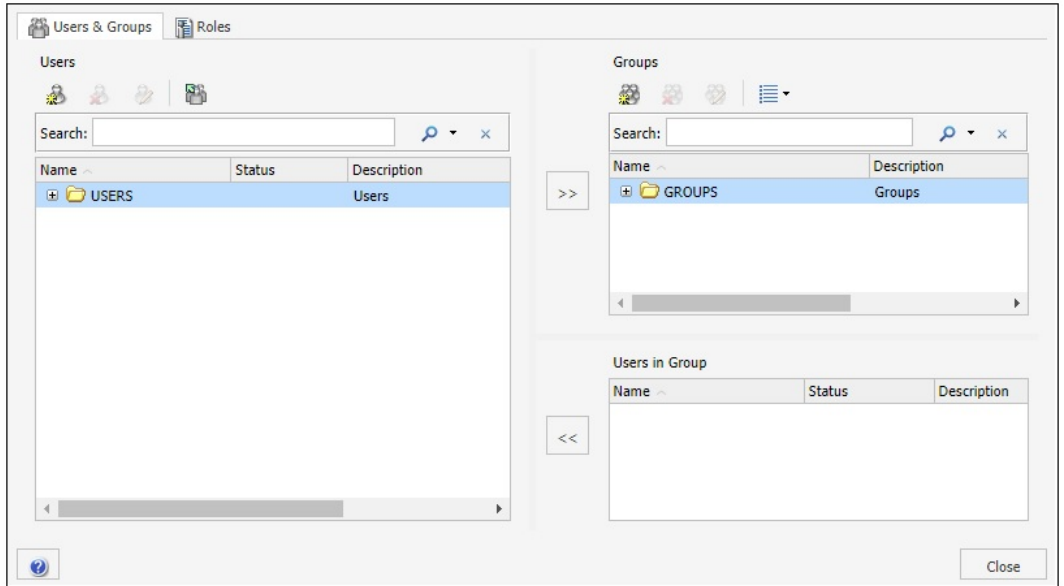 Users & Groups Roles
Users
Search:
Name Status Description
USERS Users
Groups
Search:
Name Description
GROUPS Groups
>>
Users in Group
Name Status Description
<<
?
Close